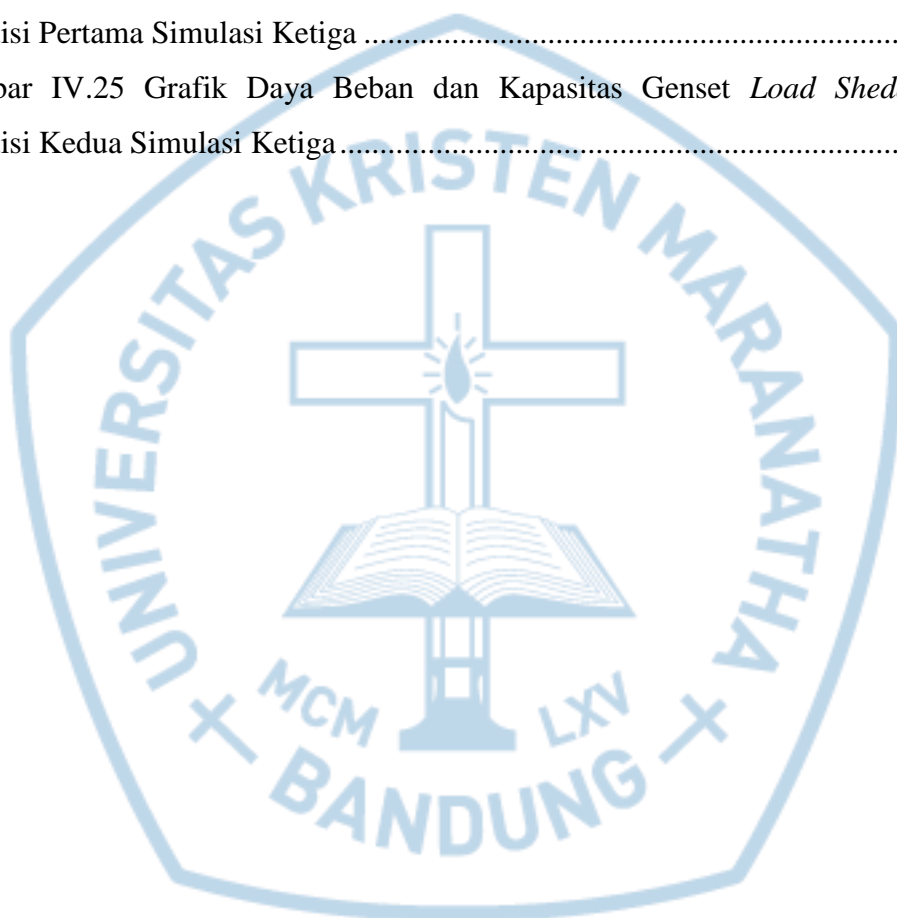 isi Pertama Simulasi Ketiga ......................................................................
bar IV.25 Grafik Daya Beban dan Kapasitas Genset Load Shed
isi Kedua Simulasi Ketiga..........................................................................
UNIVERSITAS KRISTEN MARANATHA
MCM LXV
+ BANDUNG +